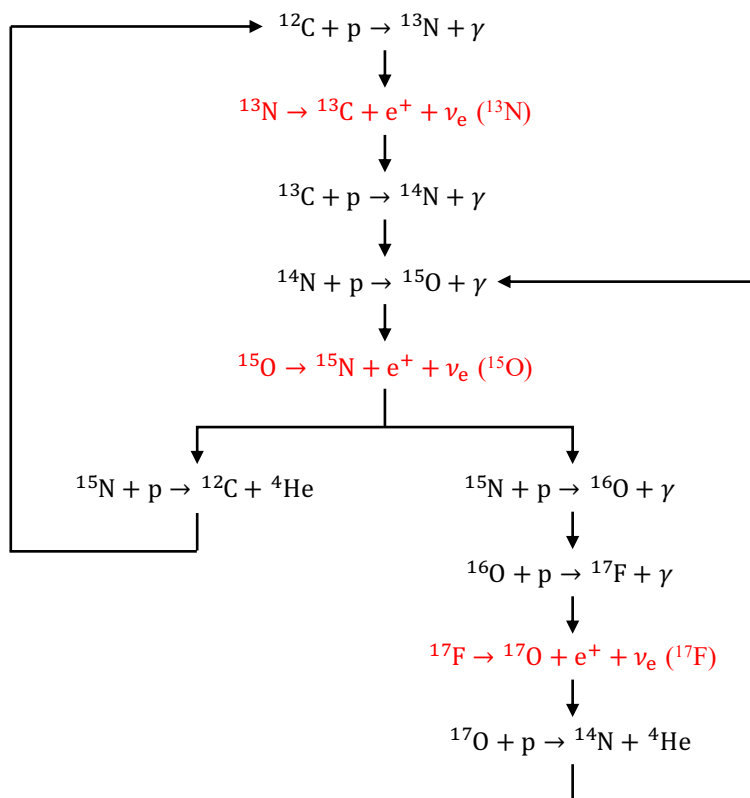 ¹²C + p → ¹³N + γ
¹³N → ¹³C + e⁺ + νₑ (¹³N)
¹³C + p → ¹⁴N + γ
¹⁴N + p → ¹⁵O + γ
¹⁵O → ¹⁵N + e⁺ + νₑ (¹⁵O)
¹⁵N + p → ¹²C + ⁴He
¹⁵N + p → ¹⁶O + γ
¹⁶O + p → ¹⁷F + γ
¹⁷F → ¹⁷O + e⁺ + νₑ (¹⁷F)
¹⁷O + p → ¹⁴N + ⁴He